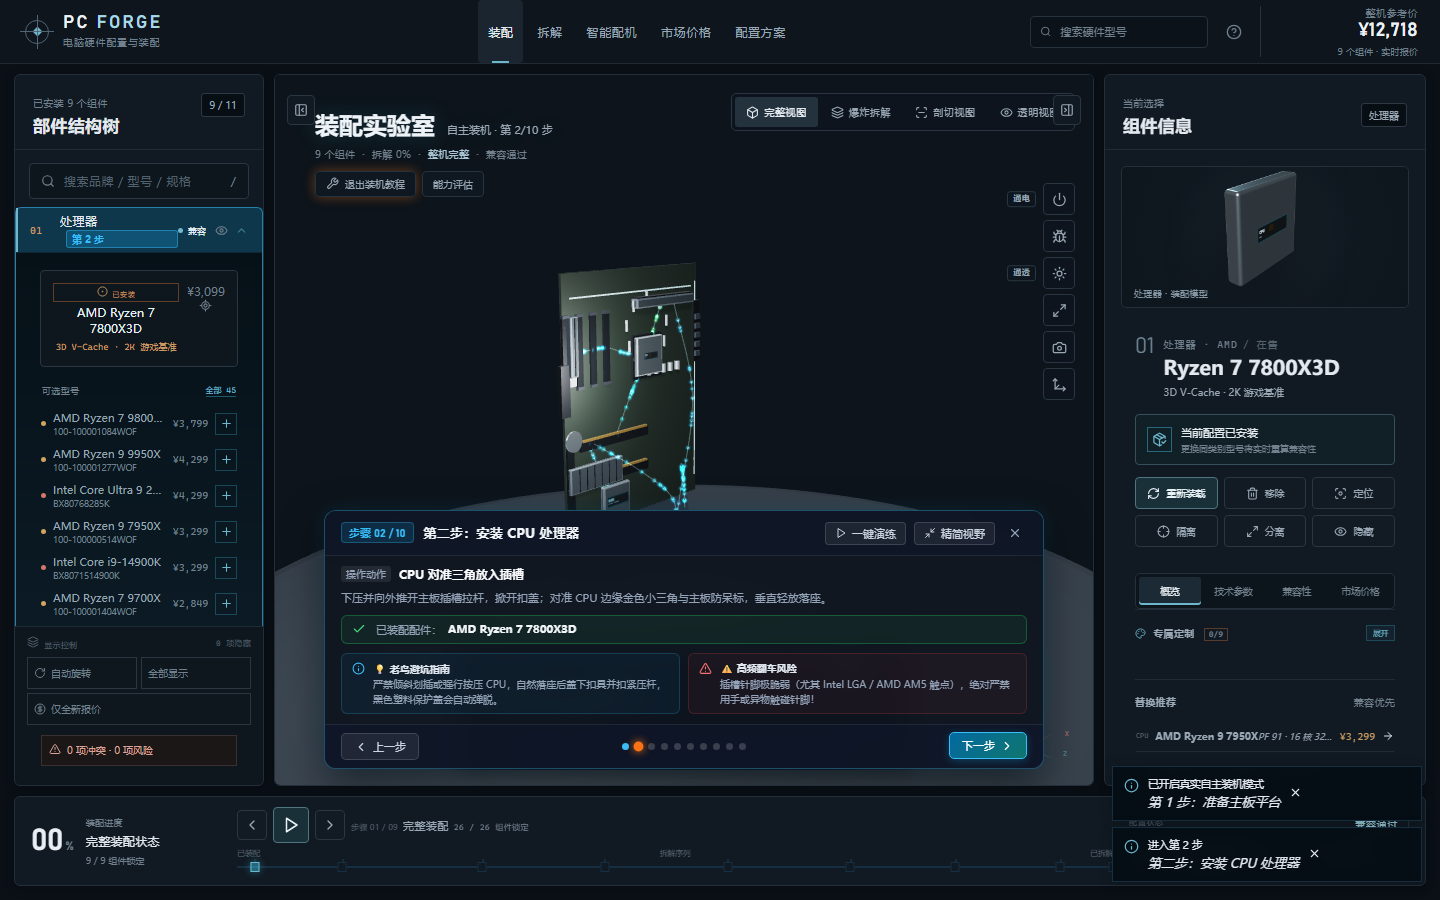 PC FORGE
电脑硬件配置与装配
装配
拆解
智能配机
市场价格
配置方案
搜索硬件型号
整机参考价
¥12,718
9 个组件 · 实时报价
已安装 9 个组件
部件结构树
9 / 11
搜索品牌 / 型号 / 规格
/
01
处理器
第 2 步
兼容
已安装
¥3,099
AMD Ryzen 7
7800X3D
3D V-Cache · 2K 游戏基准
可选型号
全部 45
AMD Ryzen 7 9800...
100-100001084WOF
¥3,799
AMD Ryzen 9 9950X
100-100001277WOF
¥4,299
Intel Core Ultra 9 2...
BX80768285K
¥4,299
AMD Ryzen 9 7950X
100-100000514WOF
¥3,299
Intel Core i9-14900K
BX8071514900K
¥3,299
AMD Ryzen 7 9700X
100-100001404WOF
¥2,849
显示控制
0 项隐藏
自动旋转
全部显示
仅全新报价
0 项冲突 · 0 项风险
装配实验室
自主装机 · 第 2/10 步
9 个组件 · 拆解 0% · 整机完整 · 兼容通过
退出装机教程
能力评估
完整视图
爆炸拆解
剖切视图
透明视图
通电
通透
步骤 02 / 10
第二步：安装 CPU 处理器
一键演练
精简视野
操作动作
CPU 对准三角放入插槽
下压并向外推开主板插槽拉杆，掀开扣盖；对准 CPU 边缘金色小三角与主板防呆标，垂直轻放落座。
已装配配件：
AMD Ryzen 7 7800X3D
老鸟避坑指南
严禁倾斜划插或强行按压 CPU，自然落座后盖下扣具并扣紧压杆，
黑色塑料保护盖会自动弹脱。
高频翻车风险
插槽针脚极脆弱（尤其 Intel LGA / AMD AM5 触点），绝对严禁
用手或异物触碰针脚！
上一步
下一步
X
Z
当前选择
组件信息
处理器
处理器 · 装配模型
01
处理器 · AMD / 在售
Ryzen 7 7800X3D
3D V-Cache · 2K 游戏基准
当前配置已安装
更换同类别型号将实时重算兼容性
重新装载
移除
定位
隔离
分离
隐藏
概览
技术参数
兼容性
市场价格
专属定制
0/9
展开
替换推荐
兼容优先
CPU
AMD Ryzen 9 7950X
PF 91 · 16 核 32...
¥3,299
配置状态
兼容通过
已开启真实自主装机模式
第 1 步：准备主板平台
进入第 2 步
第二步：安装 CPU 处理器
00%
装配进度
完整装配状态
9 / 9 组件锁定
步骤 01 / 09
完整装配
26 / 26 组件锁定
已装配
拆解序列
已拆解